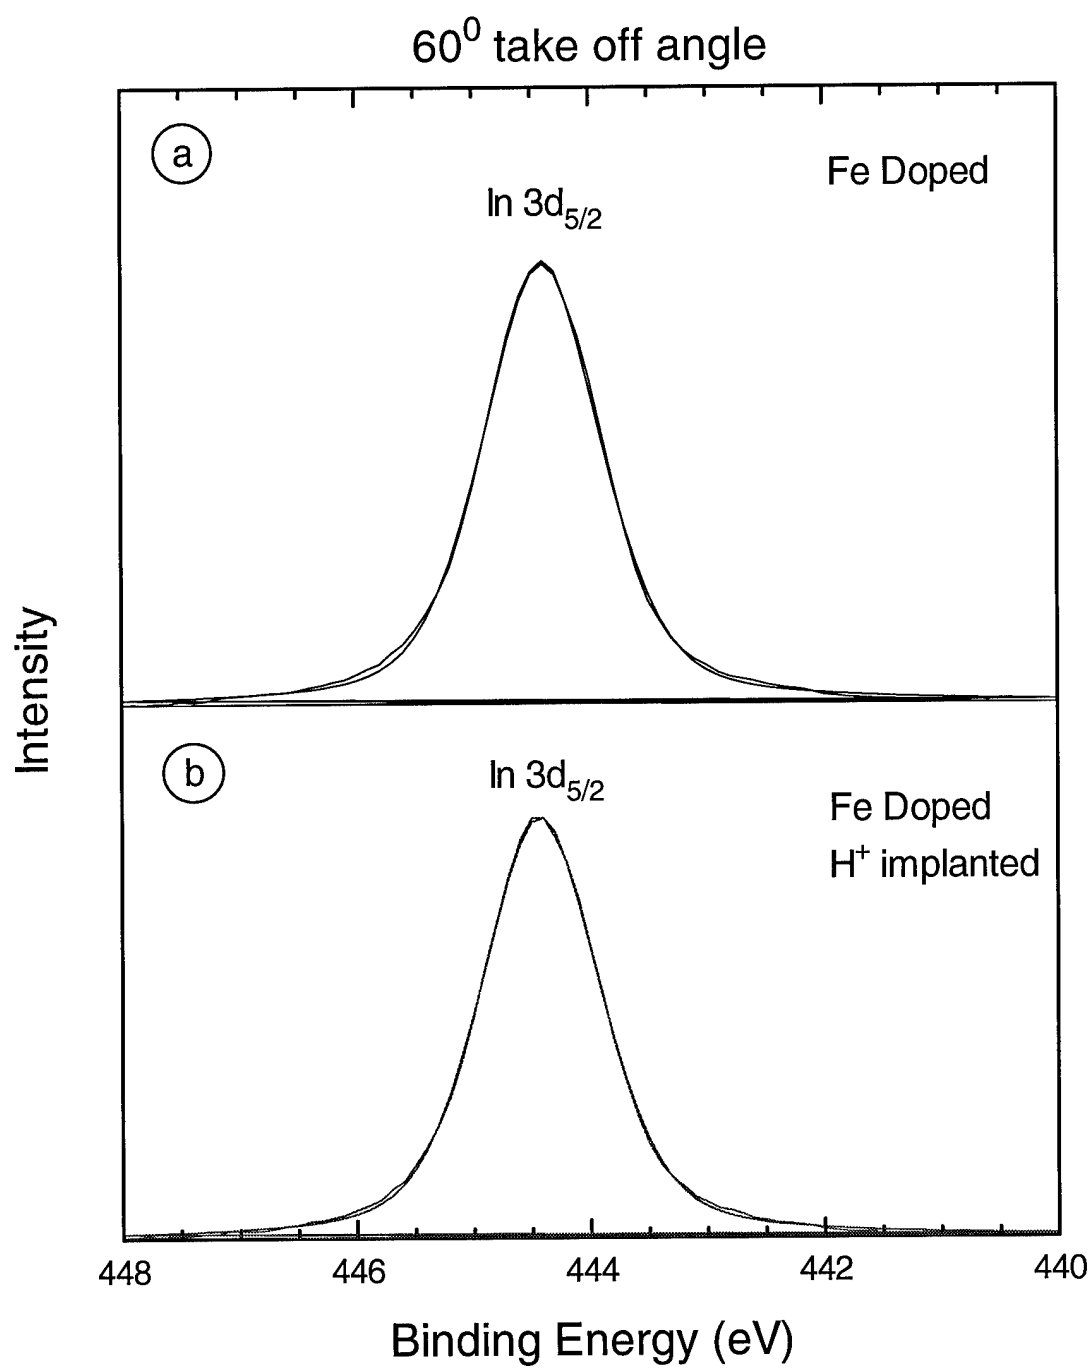 60⁰ take off angle
a
Fe Doped
In 3d₅/₂
Intensity
b
In 3d₅/₂
Fe Doped
H⁺ implanted
448 446 444 442 440
Binding Energy (eV)